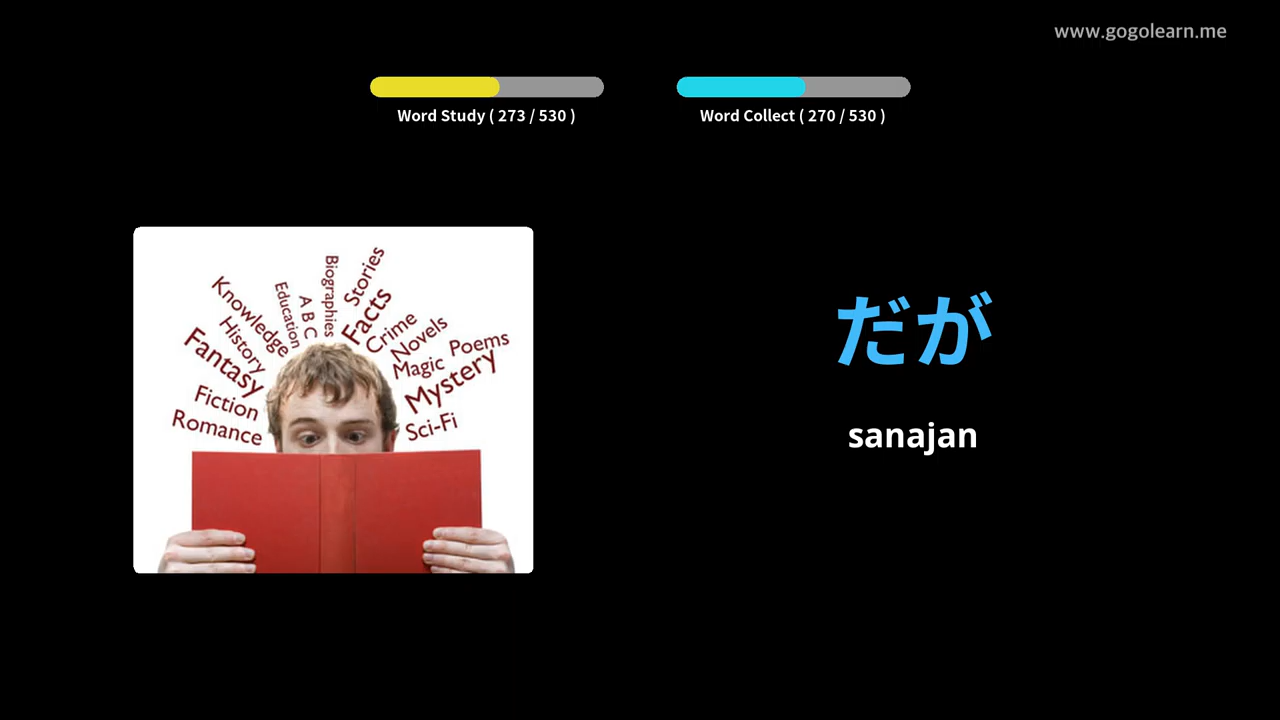 www.gogolearn.me
Word Study ( 273 / 530 )
Word Collect ( 270 / 530 )
Biographies
Stories
Education
A B C
Facts
Knowledge
Crime
History
Novels
Fantasy
Magic
Poems
Fiction
Mystery
Romance
Sci-Fi
だが
sanajan